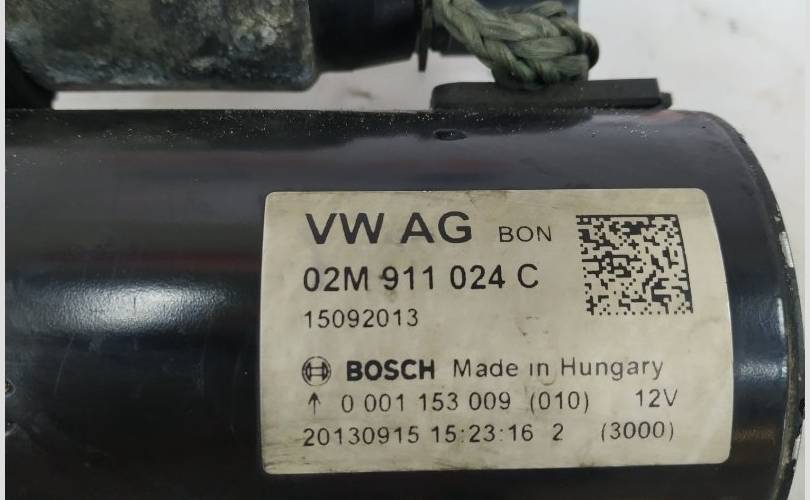 VW AG BON
02M 911 024 C
15092013
BOSCH Made in Hungary
↑ 0 001 153 009 (010) 12V
20130915 15:23:16 2 (3000)